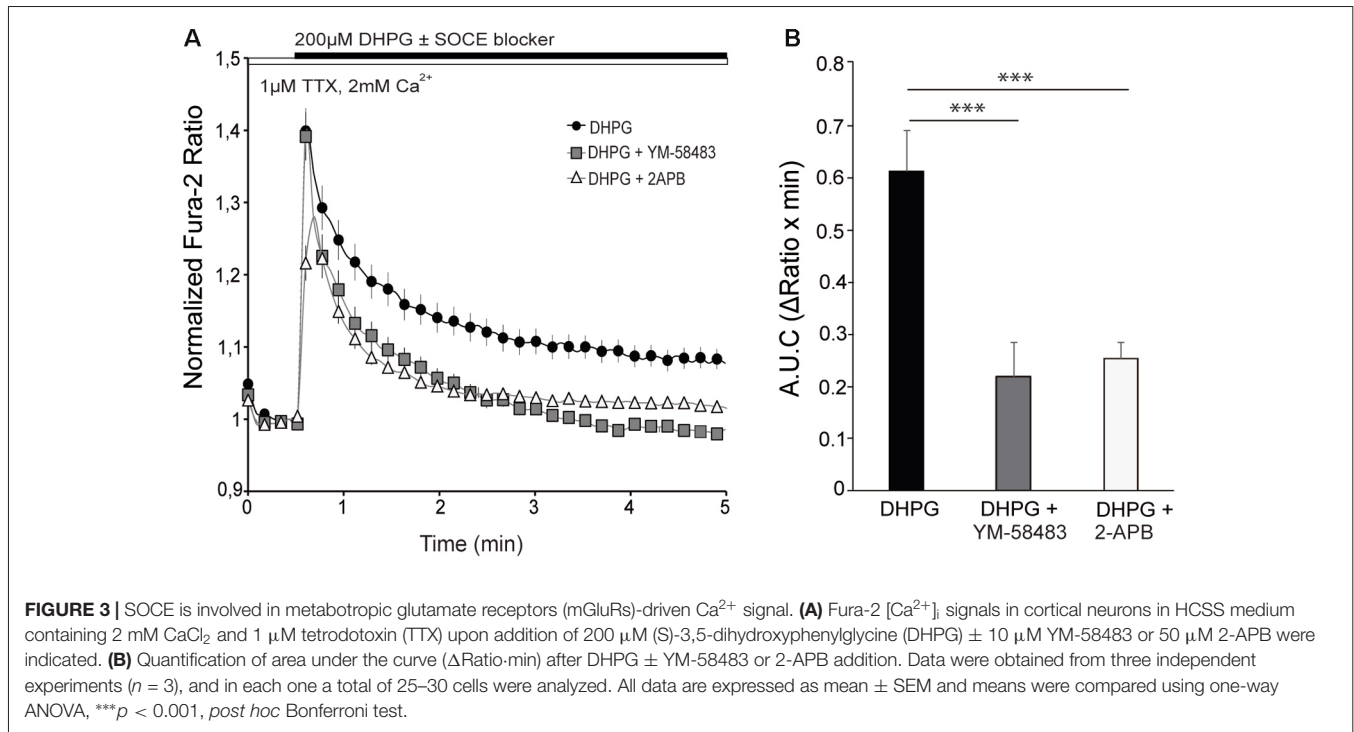 A
200µM DHPG ± SOCE blocker
1µM TTX, 2mM Ca²⁺
DHPG
DHPG + YM-58483
DHPG + 2APB
Normalized Fura-2 Ratio
1,5
1,4
1,3
1,2
1,1
1
0,9
0
1
2
3
4
5
Time (min)
B
***
***
A.U.C (ΔRatio x min)
0.8
0.7
0.6
0.5
0.4
0.3
0.2
0.1
0
DHPG
DHPG +
YM-58483
DHPG +
2-APB
FIGURE 3 | SOCE is involved in metabotropic glutamate receptors (mGluRs)-driven Ca²⁺ signal. (A) Fura-2 [Ca²⁺]ᵢ signals in cortical neurons in HCSS medium
containing 2 mM CaCl₂ and 1 µM tetrodotoxin (TTX) upon addition of 200 µM (S)-3,5-dihydroxyphenylglycine (DHPG) ± 10 µM YM-58483 or 50 µM 2-APB were
indicated. (B) Quantification of area under the curve (ΔRatio·min) after DHPG ± YM-58483 or 2-APB addition. Data were obtained from three independent
experiments (n = 3), and in each one a total of 25–30 cells were analyzed. All data are expressed as mean ± SEM and means were compared using one-way
ANOVA, ***p < 0.001, post hoc Bonferroni test.